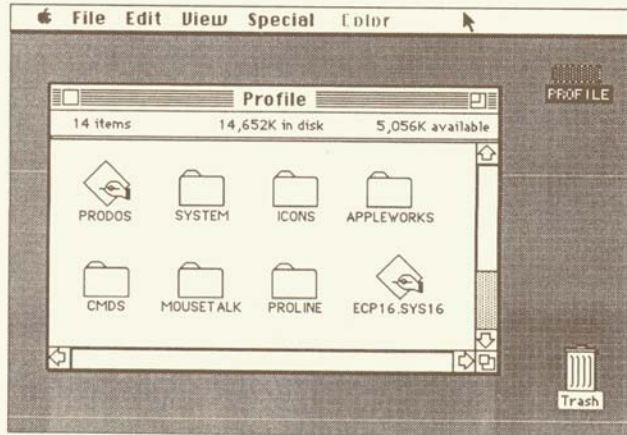 File Edit View Special Color
PROFILE
Profile
14 items 14,652K in disk 5,056K available
PRODOS SYSTEM ICONS APPLEWORKS
CMDS MOUSETALK PROLINE ECP16.SYS16
Trash